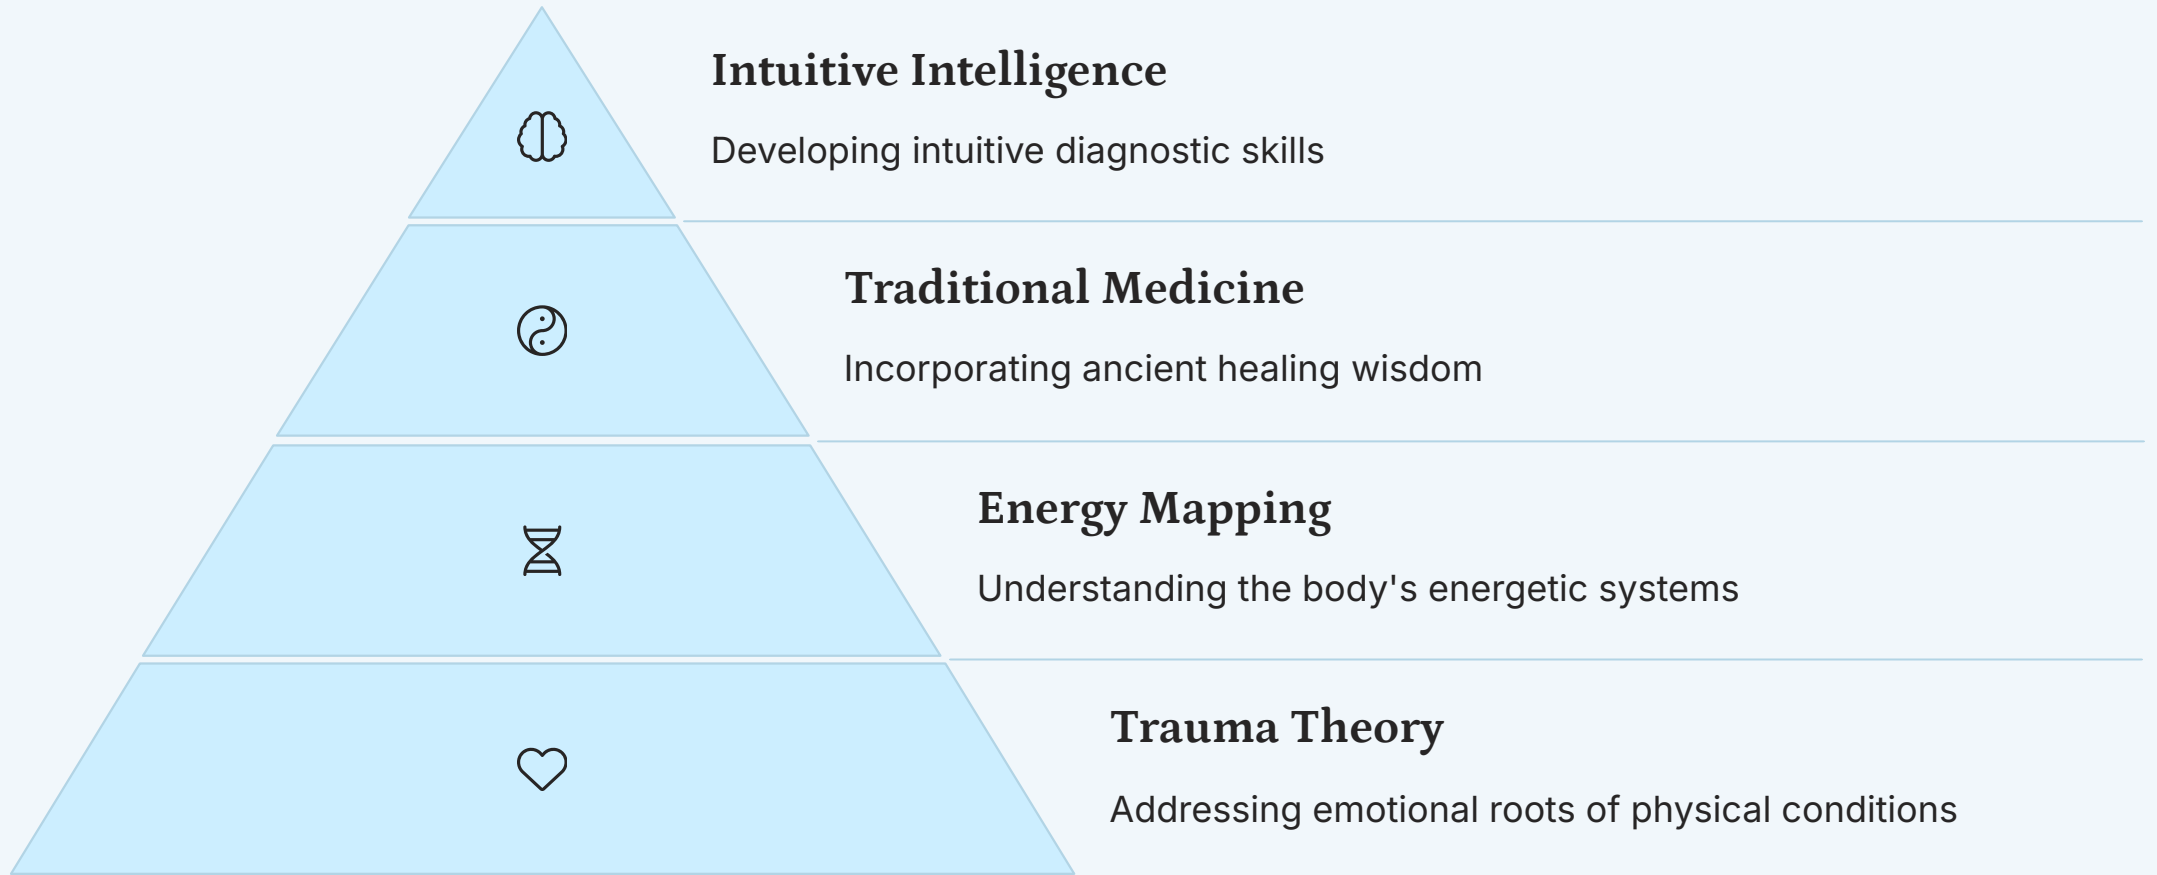 Intuitive Intelligence
Developing intuitive diagnostic skills
Traditional Medicine
Incorporating ancient healing wisdom
Energy Mapping
Understanding the body's energetic systems
Trauma Theory
Addressing emotional roots of physical conditions